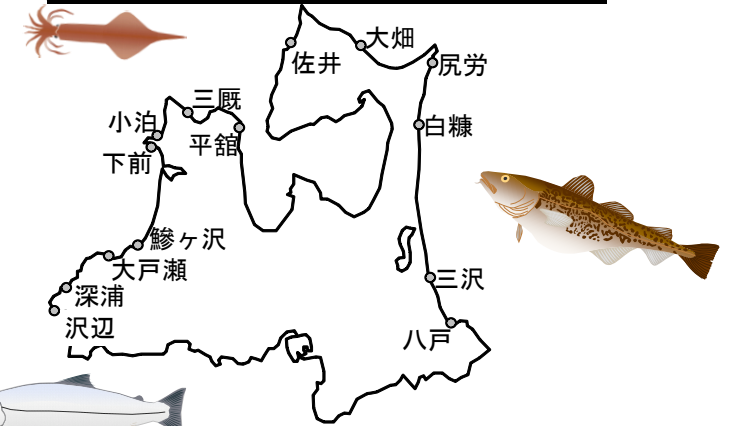 大畑
佐井
尻労
三厩
小泊
白糠
平舘
下前
鰺ヶ沢
大戸瀬
三沢
深浦
沢辺
八戸